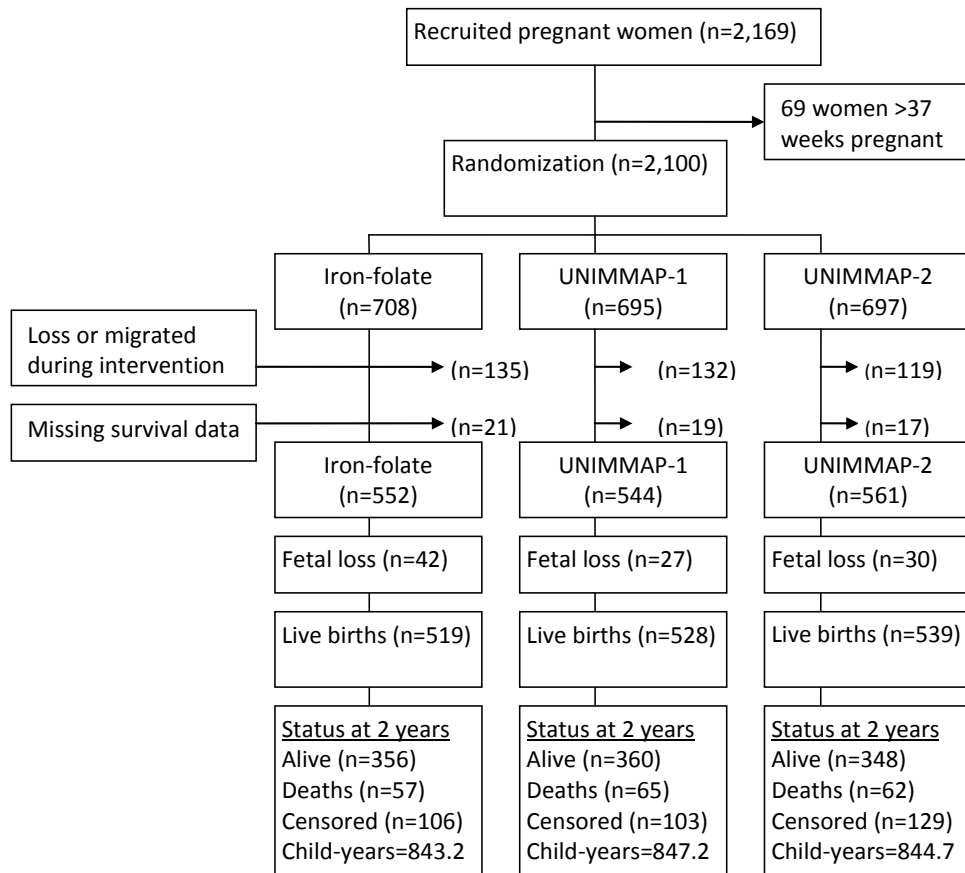 Recruited pregnant women (n=2,169)
69 women >37
weeks pregnant
Randomization (n=2,100)
Iron-folate
(n=708)
UNIMMAP-1
(n=695)
UNIMMAP-2
(n=697)
Loss or migrated
during intervention
(n=135)
(n=132)
(n=119)
Missing survival data
(n=21)
(n=19)
(n=17)
Iron-folate
(n=552)
UNIMMAP-1
(n=544)
UNIMMAP-2
(n=561)
Fetal loss (n=42)
Fetal loss (n=27)
Fetal loss (n=30)
Live births (n=519)
Live births (n=528)
Live births (n=539)
Status at 2 years
Alive (n=356)
Deaths (n=57)
Censored (n=106)
Child-years=843.2
Status at 2 years
Alive (n=360)
Deaths (n=65)
Censored (n=103)
Child-years=847.2
Status at 2 years
Alive (n=348)
Deaths (n=62)
Censored (n=129)
Child-years=844.7